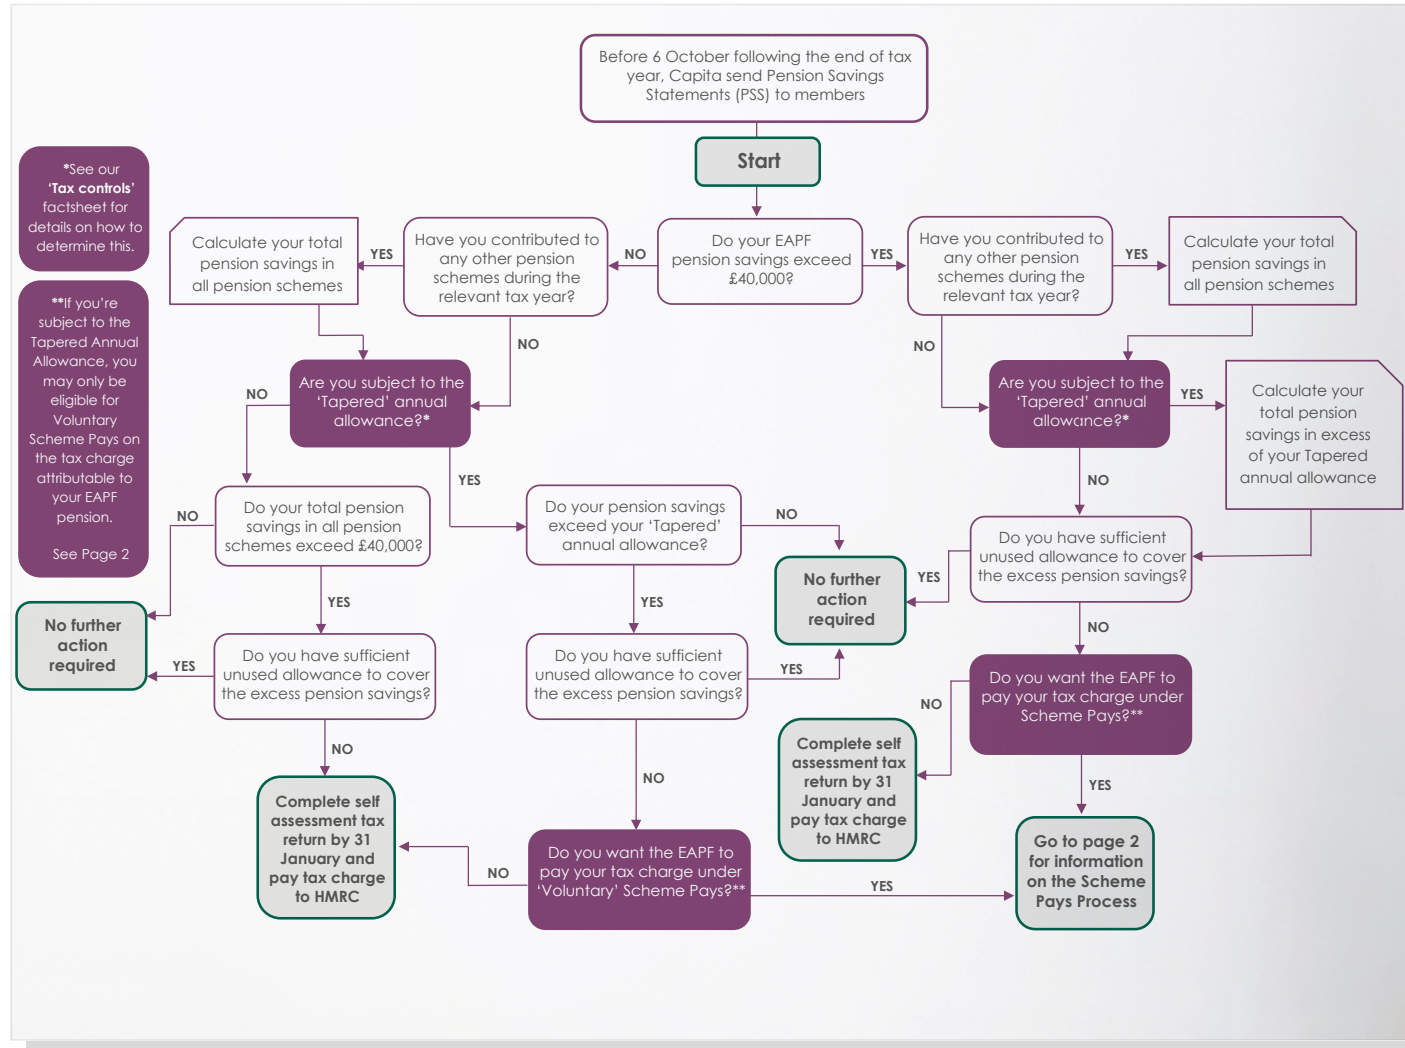 Before 6 October following the end of tax
year, Capita send Pension Savings
Statements (PSS) to members
Start
*See our
‘Tax controls’
factsheet for
details on how to
determine this.
**If you’re
subject to the
Tapered Annual
Allowance, you
may only be
eligible for
Voluntary
Scheme Pays on
the tax charge
attributable to
your EAPF
pension.
See Page 2
Calculate your total
pension savings in
all pension schemes
YES
Have you contributed to
any other pension
schemes during the
relevant tax year?
NO
Do your EAPF
pension savings exceed
£40,000?
YES
Have you contributed to
any other pension
schemes during the
relevant tax year?
YES
Calculate your total
pension savings in
all pension schemes
NO
NO
NO
Are you subject to the
‘Tapered’ annual
allowance?*
Are you subject to the
‘Tapered’ annual
allowance?*
YES
Calculate your
total pension
savings in excess
of your Tapered
annual allowance
YES
NO
NO
Do your total pension
savings in all pension
schemes exceed £40,000?
Do your pension savings
exceed your ‘Tapered’
annual allowance?
NO
Do you have sufficient
unused allowance to cover
the excess pension savings?
YES
No further
action
required
YES
YES
NO
No further
action
required
YES
Do you have sufficient
unused allowance to cover
the excess pension savings?
Do you have sufficient
unused allowance to cover
the excess pension savings?
YES
Do you want the EAPF to
pay your tax charge under
Scheme Pays?**
NO
NO
NO
YES
Complete self
assessment tax
return by 31
January and
pay tax charge
to HMRC
Complete self
assessment tax
return by 31
January and
pay tax charge
to HMRC
NO
Do you want the EAPF to
pay your tax charge under
‘Voluntary’ Scheme Pays?**
YES
Go to page 2
for information
on the Scheme
Pays Process